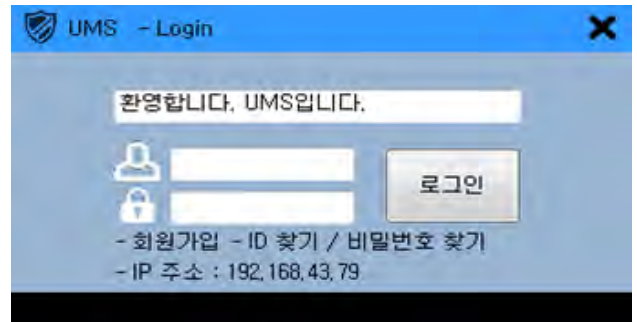 UMS - Login
환영합니다. UMS입니다.
로그인
- 회원가입 - ID 찾기 / 비밀번호 찾기
- IP 주소 : 192,168,43,79